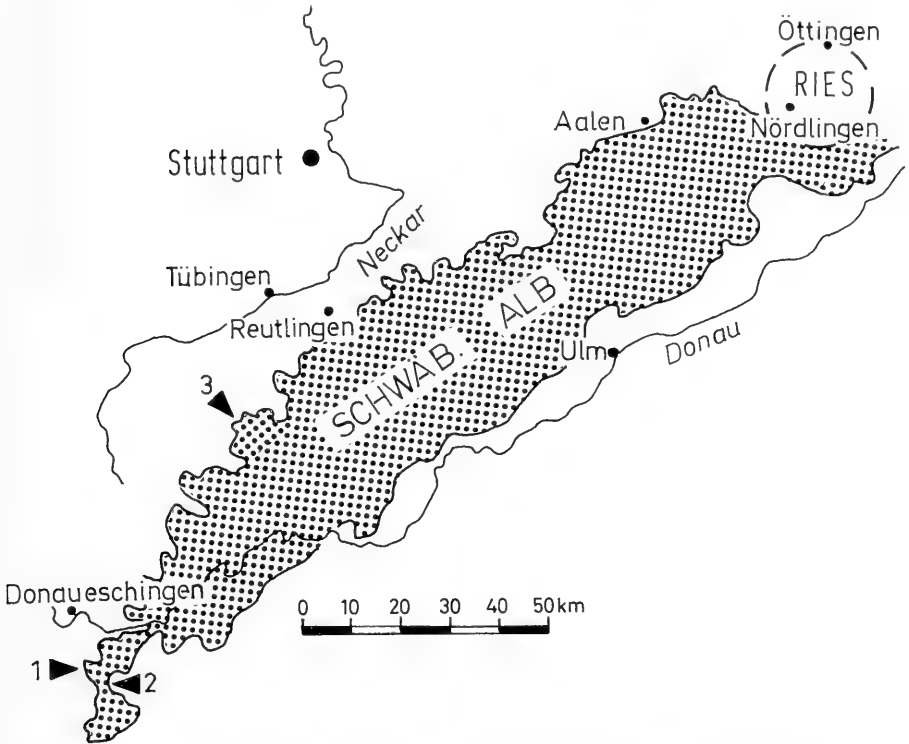 Öttingen
RIES
Aalen
Nördlingen
Stuttgart
Neckar
Tübingen
Reutlingen
SCHWÄB. ALB
Ulm
Donau
3
Donaueschingen
0 10 20 30 40 50 km
1
2